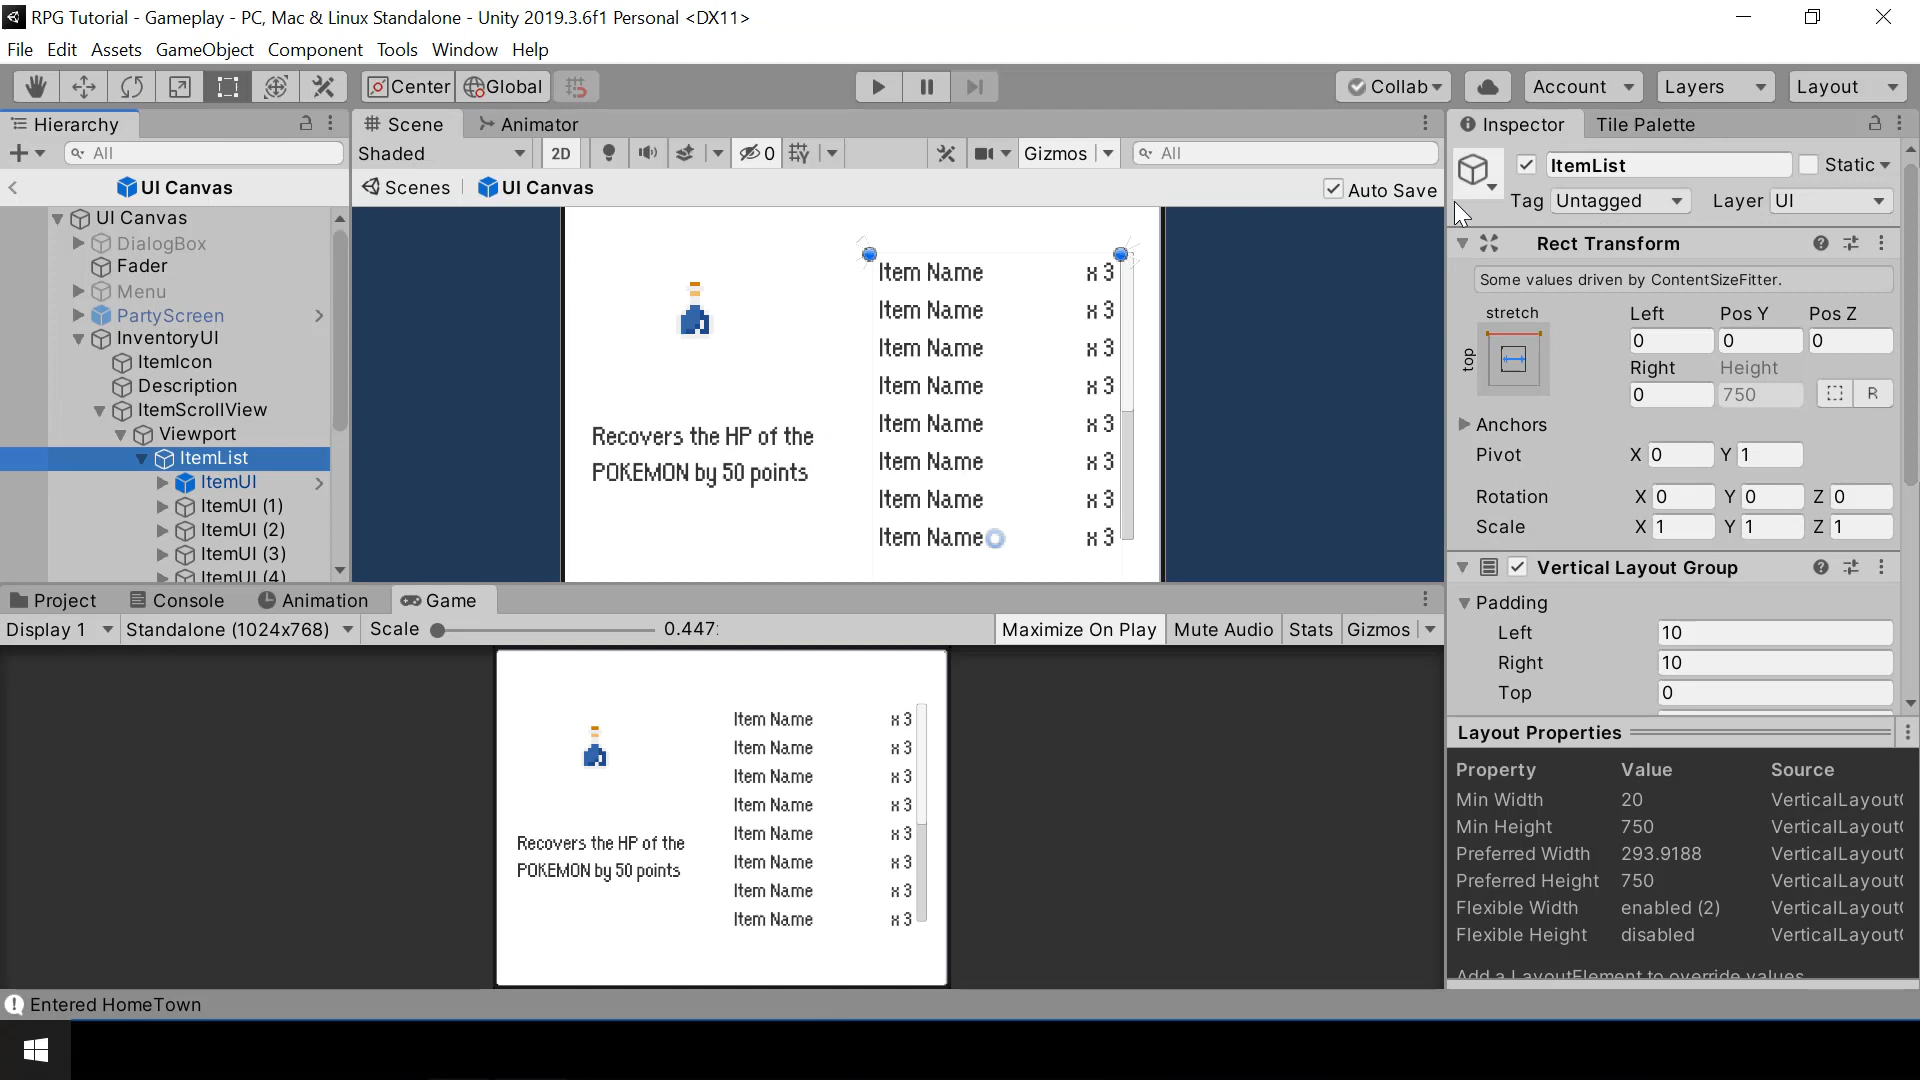 RPG Tutorial - Gameplay - PC, Mac & Linux Standalone - Unity 2019.3.6f1 Personal <DX11>
File Edit Assets GameObject Component Tools Window Help
Center Global Collab Account Layers Layout
Hierarchy
All
UI Canvas
UI Canvas
DialogBox
Fader
Menu
PartyScreen
InventoryUI
ItemIcon
Description
ItemScrollView
Viewport
ItemList
ItemUI
ItemUI (1)
ItemUI (2)
ItemUI (3)
ItemUI (4)
Scene Animator
Shaded 2D 0 Gizmos All
Scenes UI Canvas Auto Save
Item Name x 3
Item Name x 3
Item Name x 3
Item Name x 3
Item Name x 3
Item Name x 3
Item Name x 3
Item Name x 3
Recovers the HP of the
POKEMON by 50 points
Project Console Animation Game
Display 1 Standalone (1024x768) Scale 0.447: Maximize On Play Mute Audio Stats Gizmos
Item Name x 3
Item Name x 3
Item Name x 3
Item Name x 3
Item Name x 3
Item Name x 3
Item Name x 3
Item Name x 3
Recovers the HP of the
POKEMON by 50 points
Inspector Tile Palette
ItemList Static
Tag Untagged Layer UI
Rect Transform
Some values driven by ContentSizeFitter.
stretch Left Pos Y Pos Z
top 0 0 0
Right Height
0 750 R
Anchors
Pivot X 0 Y 1
Rotation X 0 Y 0 Z 0
Scale X 1 Y 1 Z 1
Vertical Layout Group
Padding
Left 10
Right 10
Top 0
Layout Properties
Property Value Source
Min Width 20 VerticalLayout(
Min Height 750 VerticalLayout(
Preferred Width 293.9188 VerticalLayout(
Preferred Height 750 VerticalLayout(
Flexible Width enabled (2) VerticalLayout(
Flexible Height disabled VerticalLayout(
Add a LayoutElement to override values.
Entered HomeTown